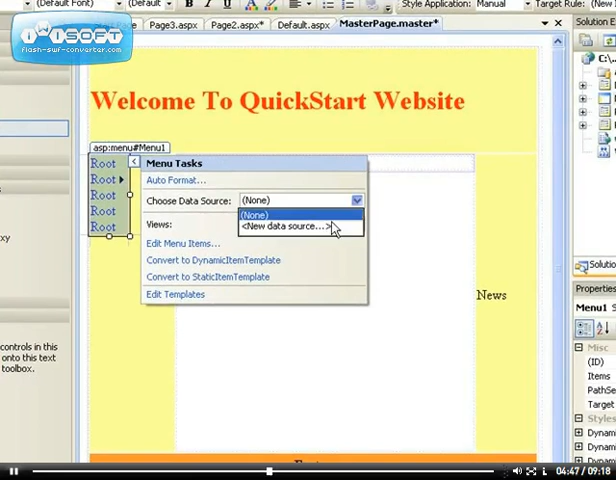 (Default Font)
(Default
B I U
Style Application: Manual
Target Rule: (New
Page3.aspx Page2.aspx* Default.aspx MasterPage.master*
Solution E
iWiSOFT
flash-swf-converter.com
C:\...
Welcome To QuickStart Website
asp:menu#Menu1
Root
Root
Root
Root
Root
Menu Tasks
Auto Format...
Choose Data Source: (None)
(None)
<New data source...>
Views:
Edit Menu Items...
Convert to DynamicItemTemplate
Convert to StaticItemTemplate
Edit Templates
News
oxy
controls in this
onto this text
toolbox.
Solutio
Properties
Menu1 S
Misc
(ID)
Items
PathSe
Target
Styles
Dynam
Dynam
04:47 / 09:18